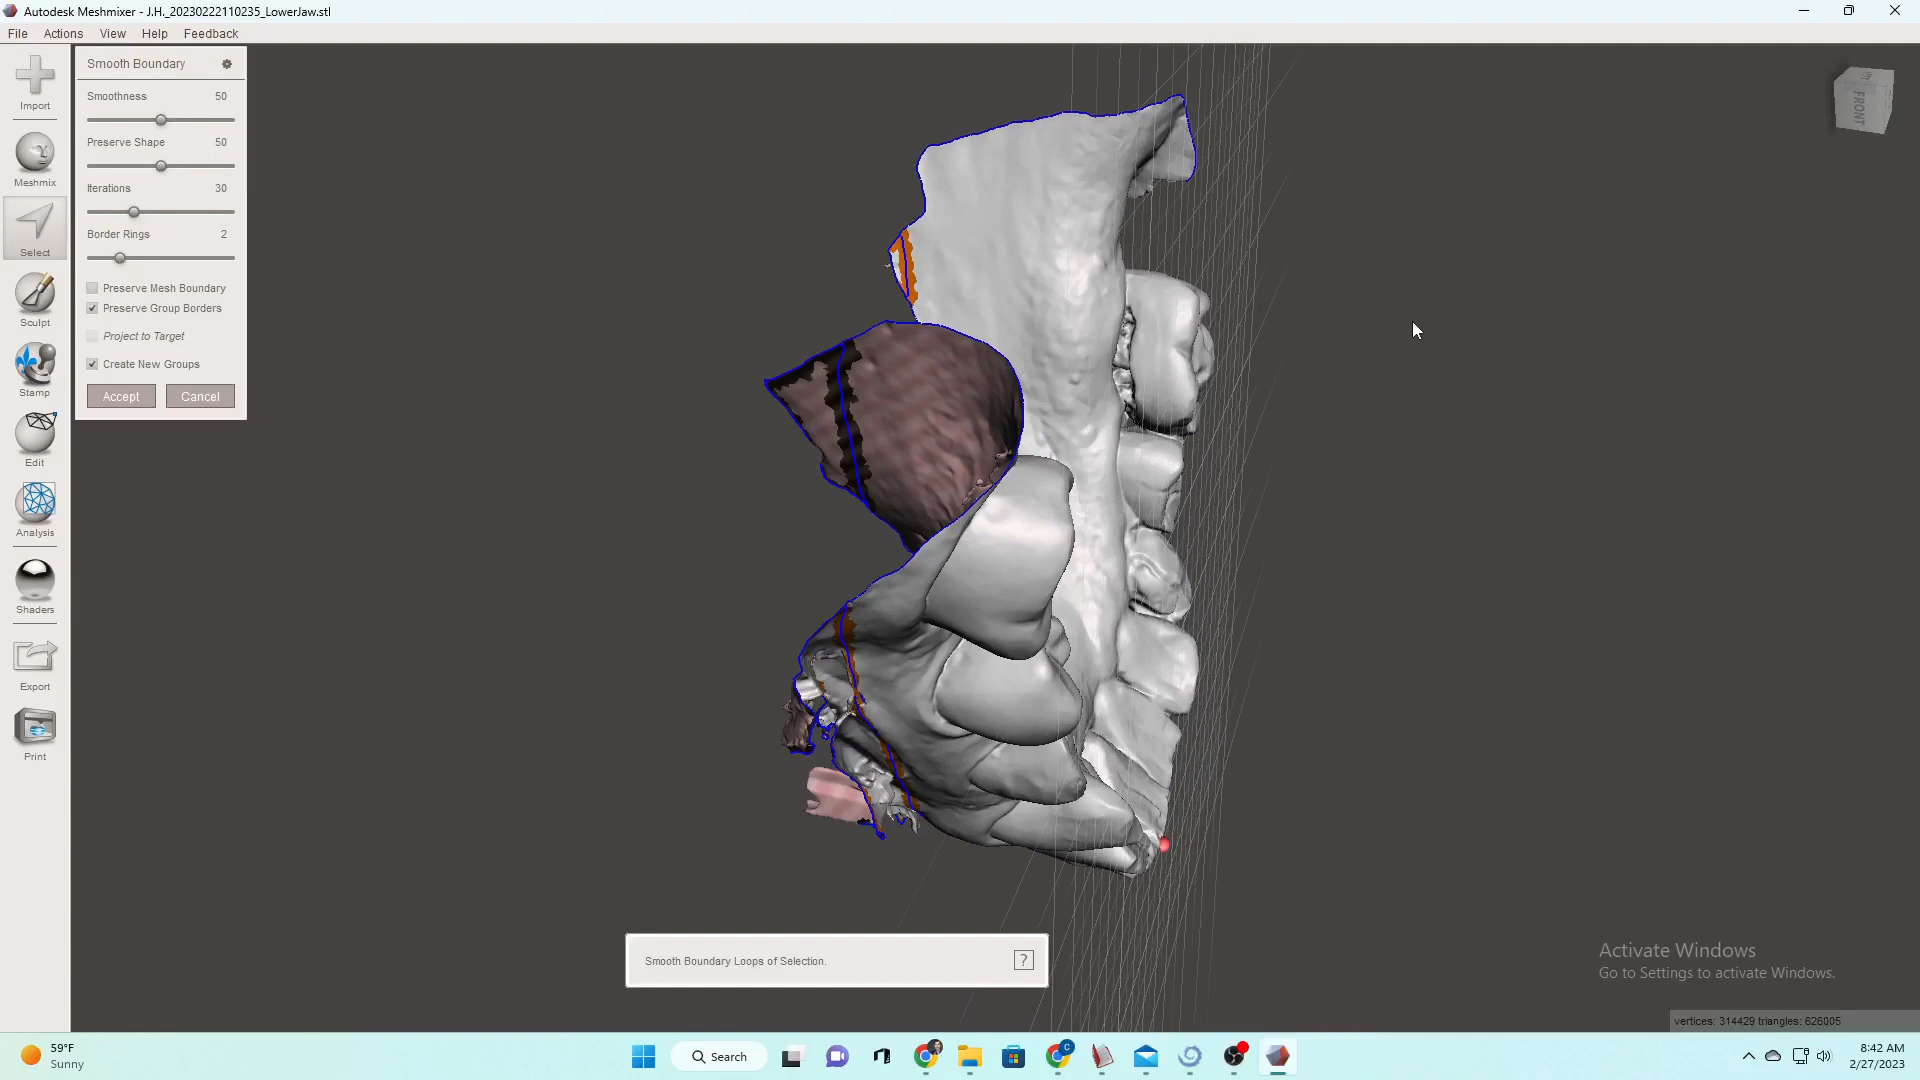 Autodesk Meshmixer - J.H._20230222110235_LowerJaw.stl
File Actions View Help Feedback
Import
Meshmix
Select
Sculpt
Stamp
Edit
Analysis
Shaders
Export
Print
Smooth Boundary
Smoothness 50
Preserve Shape 50
Iterations 30
Border Rings 2
Preserve Mesh Boundary
Preserve Group Borders
Project to Target
Create New Groups
Accept Cancel
FRONT
Smooth Boundary Loops of Selection. ?
Activate Windows
Go to Settings to activate Windows.
vertices: 314429 triangles: 626005
59°F
Sunny
Search
8:42 AM
2/27/2023